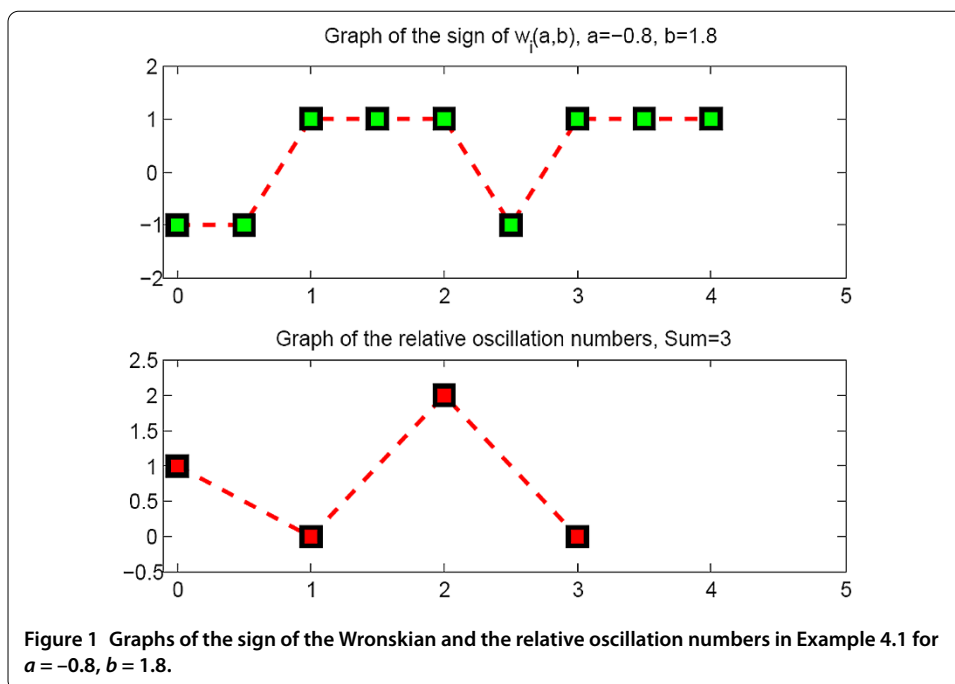 Graph of the sign of w_i(a,b), a=−0.8, b=1.8
2
1
0
−1
−2
0 1 2 3 4 5
Graph of the relative oscillation numbers, Sum=3
2.5
2
1.5
1
0.5
0
−0.5
0 1 2 3 4 5
Figure 1 Graphs of the sign of the Wronskian and the relative oscillation numbers in Example 4.1 for
a = –0.8, b = 1.8.